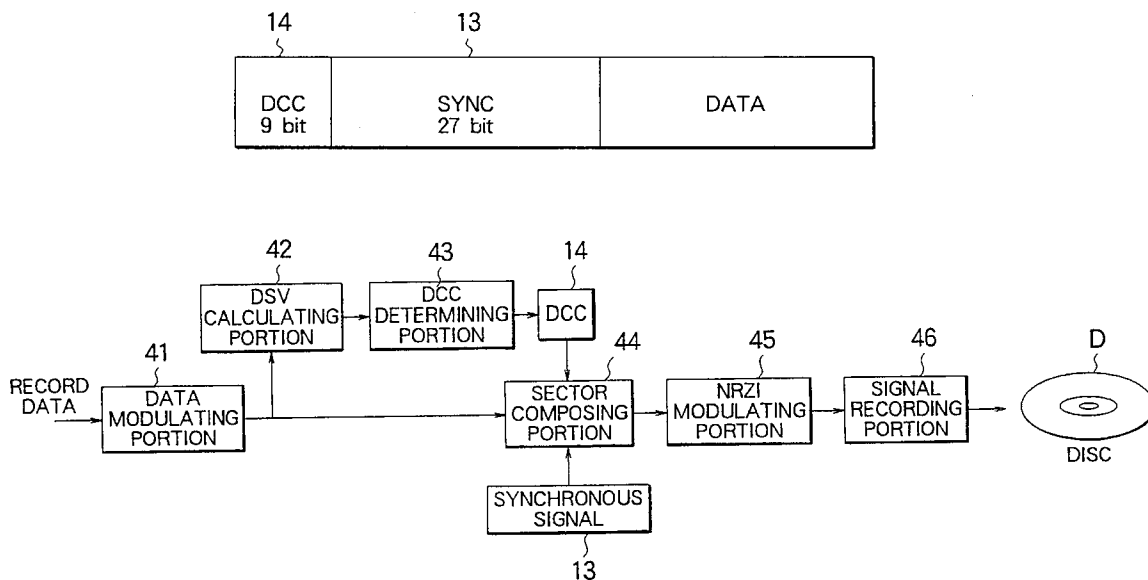 14 13
DCC SYNC DATA
9 bit 27 bit
42 43 14
DSV DCC DCC
CALCULATING DETERMINING
PORTION PORTION
41 44 45 46 D
RECORD DATA SECTOR NRZI SIGNAL
DATA MODULATING COMPOSING MODULATING RECORDING
PORTION PORTION PORTION PORTION
DISC
SYNCHRONOUS
SIGNAL
13